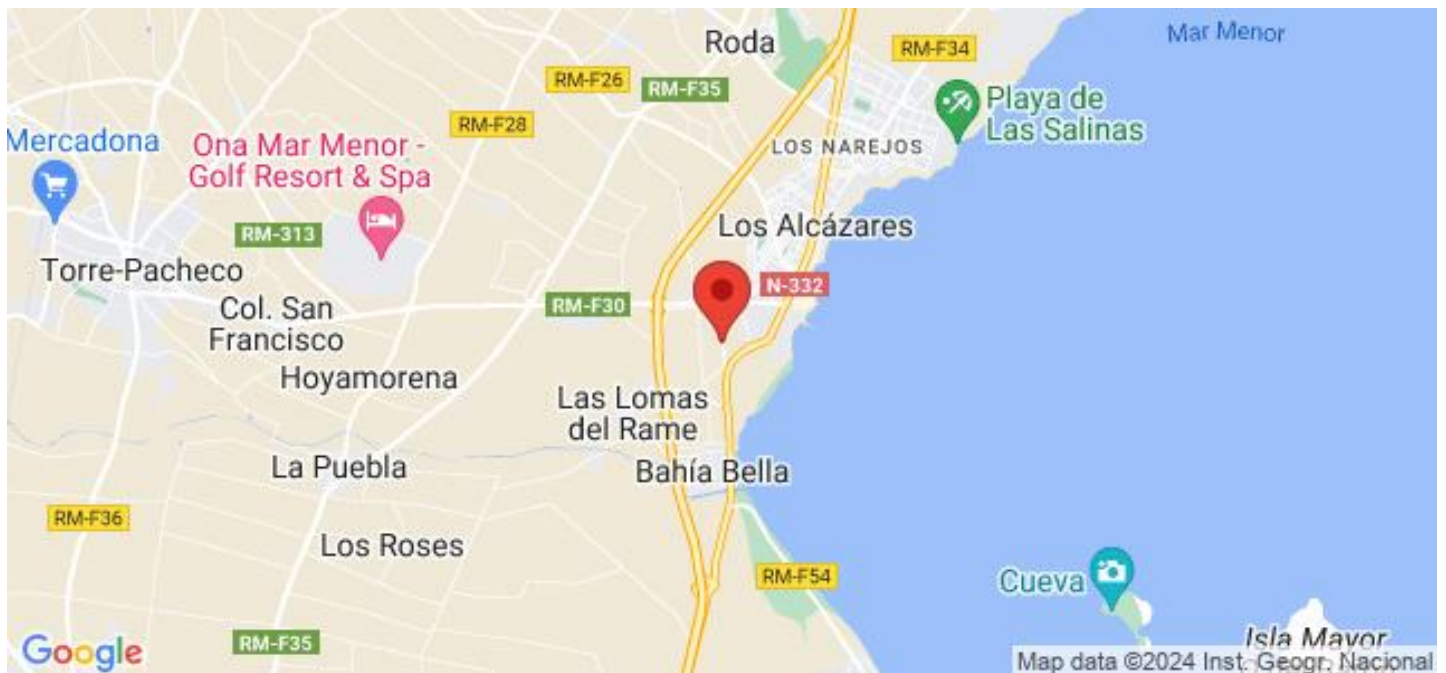 Mar Menor
Roda
RM-F34
RM-F26
RM-F35
Playa de
Las Salinas
RM-F28
Mercadona
Ona Mar Menor -
Golf Resort & Spa
LOS NAREJOS
RM-313
Los Alcázares
Torre-Pacheco
N-332
Col. San
Francisco
RM-F30
Hoyamorena
Las Lomas
del Rame
La Puebla
Bahía Bella
RM-F36
Los Roses
RM-F54
Cueva
Google
RM-F35
Isla Mayor
Map data ©2024 Inst. Geogr. Nacional